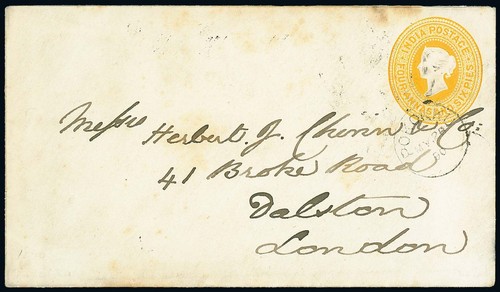 INDIA POSTAGE
FOUR ANNAS & SIX PIES
Messrs Herbert. J. Chinn & Co:
41 Broke Road
Dalston
London